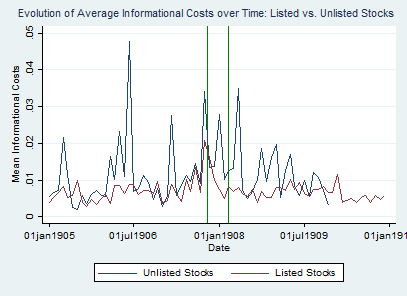 Evolution of Average Informational Costs over Time: Listed vs. Unlisted Stocks
Mean Informational Costs
.05
.04
.03
.02
.01
0
01jan1905
01jul1906
01jan1908
01jul1909
01jan191
Date
Unlisted Stocks
Listed Stocks